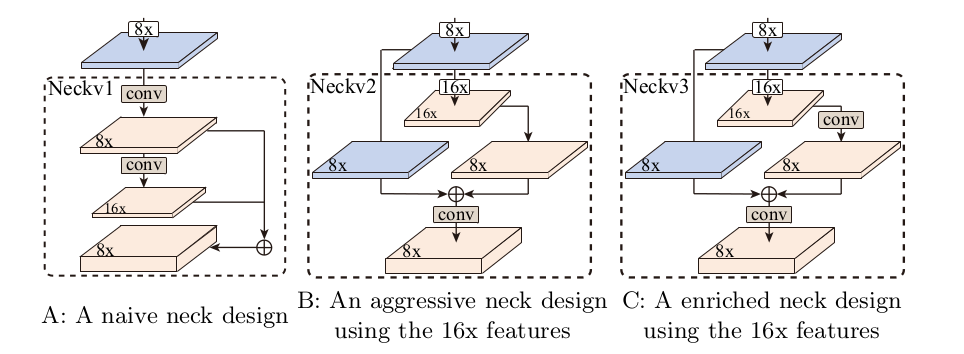 8x
Neckv1
conv
8x
conv
16x
8x
A: A naive neck design
8x
Neckv2
16x
16x
8x
8x
conv
8x
B: An aggressive neck design
using the 16x features
8x
Neckv3
16x
16x
conv
8x
8x
conv
8x
C: A enriched neck design
using the 16x features